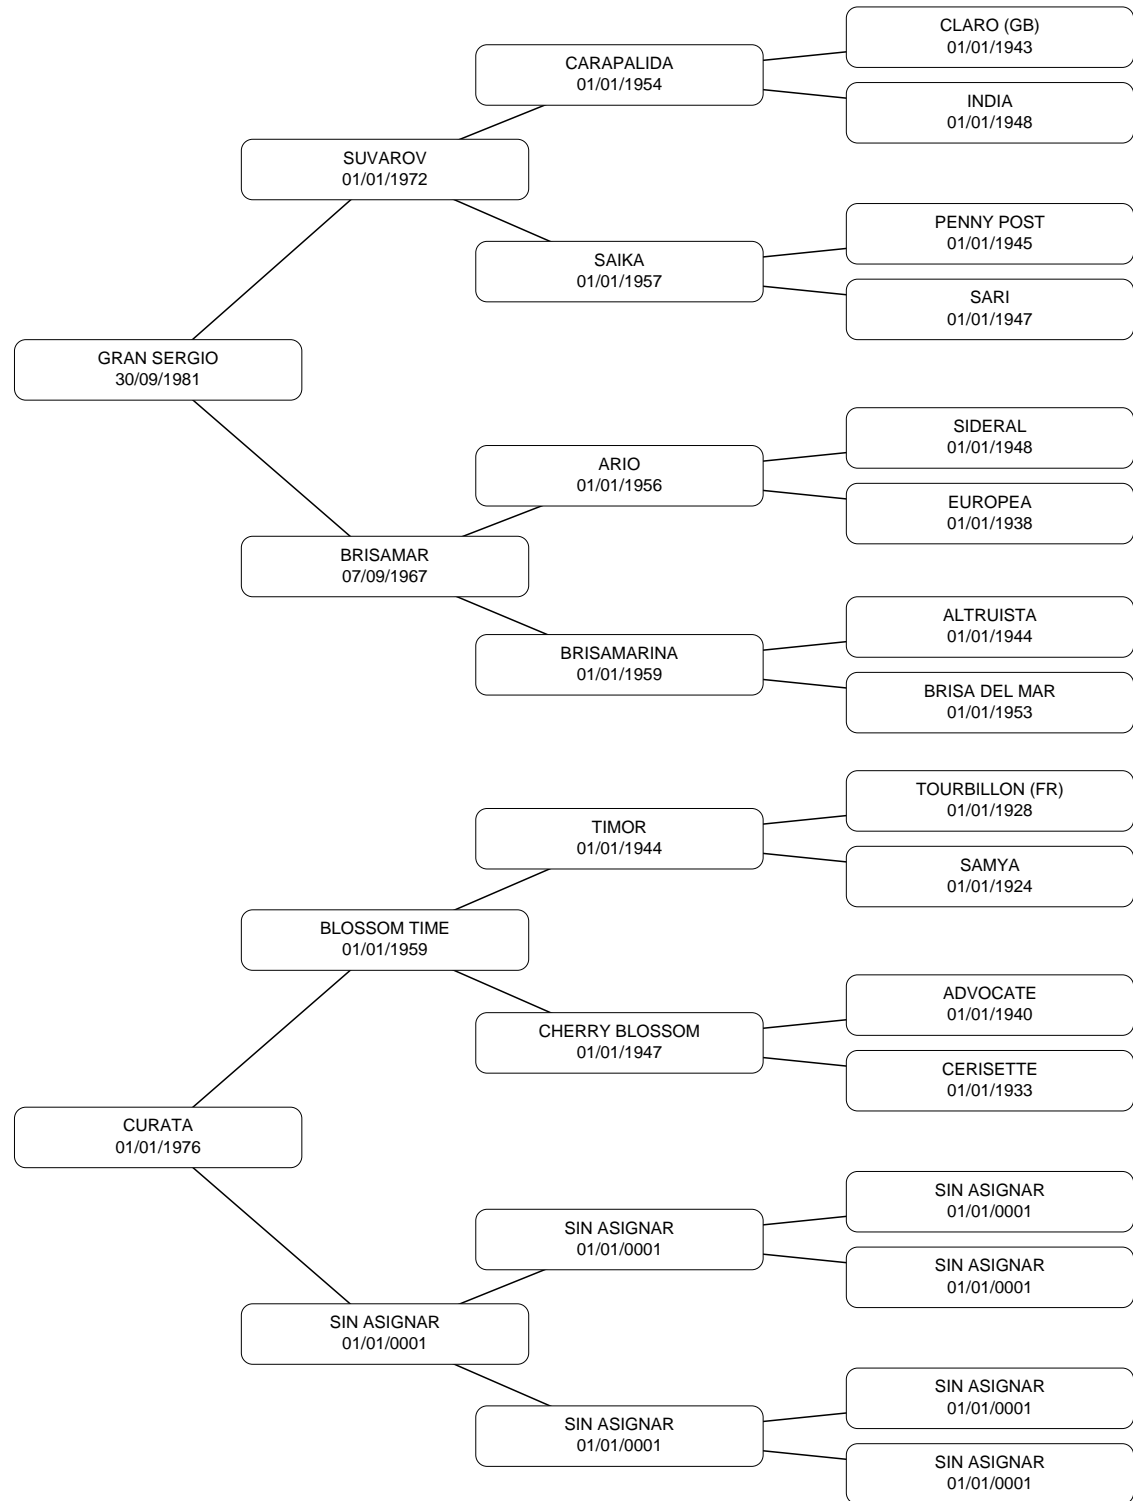 CLARO (GB)
01/01/1943
CARAPALIDA
01/01/1954
INDIA
01/01/1948
SUVAROV
01/01/1972
PENNY POST
01/01/1945
SAIKA
01/01/1957
SARI
01/01/1947
GRAN SERGIO
30/09/1981
SIDERAL
01/01/1948
ARIO
01/01/1956
EUROPEA
01/01/1938
BRISAMAR
07/09/1967
ALTRUISTA
01/01/1944
BRISAMARINA
01/01/1959
BRISA DEL MAR
01/01/1953
TOURBILLON (FR)
01/01/1928
TIMOR
01/01/1944
SAMYA
01/01/1924
BLOSSOM TIME
01/01/1959
ADVOCATE
01/01/1940
CHERRY BLOSSOM
01/01/1947
CERISETTE
01/01/1933
CURATA
01/01/1976
SIN ASIGNAR
01/01/0001
SIN ASIGNAR
01/01/0001
SIN ASIGNAR
01/01/0001
SIN ASIGNAR
01/01/0001
SIN ASIGNAR
01/01/0001
SIN ASIGNAR
01/01/0001
SIN ASIGNAR
01/01/0001